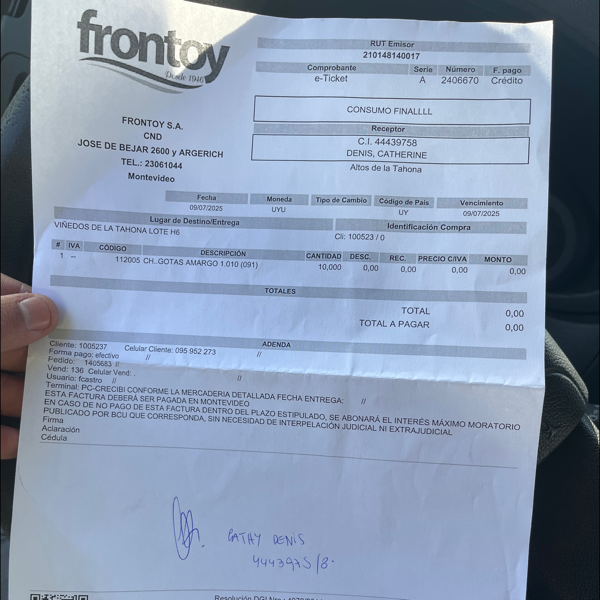 frontoy
Desde 1946
RUT Emisor
210148140017
Comprobante Serie Número F. pago
e-Ticket A 2406670 Crédito
CONSUMO FINALLLL
Receptor
C.I. 44439758
DENIS, CATHERINE
Altos de la Tahona
FRONTOY S.A.
CND
JOSE DE BEJAR 2600 y ARGERICH
TEL.: 23061044
Montevideo
Fecha Moneda Tipo de Cambio Código de País Vencimiento
09/07/2025 UYU UY 09/07/2025
Lugar de Destino/Entrega Identificación Compra
VIÑEDOS DE LA TAHONA LOTE H6 Cli: 100523 / 0
# IVA CÓDIGO DESCRIPCIÓN CANTIDAD DESC. REC. PRECIO C/IVA MONTO
1 -- 112005 CH..GOTAS AMARGO 1.010 (091) 10,000 0,00 0,00 0,00 0,00
TOTALES
TOTAL 0,00
TOTAL A PAGAR 0,00
ADENDA
Cliente: 1005237 Celular Cliente: 095 952 273 //
Forma pago: efectivo //
Pedido: 1405683 //
Vend: 136 Celular Vend: . //
Usuario: fcastro //
Terminal: PC-CRECIBI CONFORME LA MERCADERIA DETALLADA FECHA ENTREGA: //
ESTA FACTURA DEBERÁ SER PAGADA EN MONTEVIDEO
EN CASO DE NO PAGO DE ESTA FACTURA DENTRO DEL PLAZO ESTIPULADO, SE ABONARÁ EL INTERÉS MÁXIMO MORATORIO
PUBLICADO POR BCU QUE CORRESPONDA, SIN NECESIDAD DE INTERPELACIÓN JUDICIAL NI EXTRAJUDICIAL
Firma
Aclaración
Cédula
CATHY DENIS
4443975/8
Resolución DGI